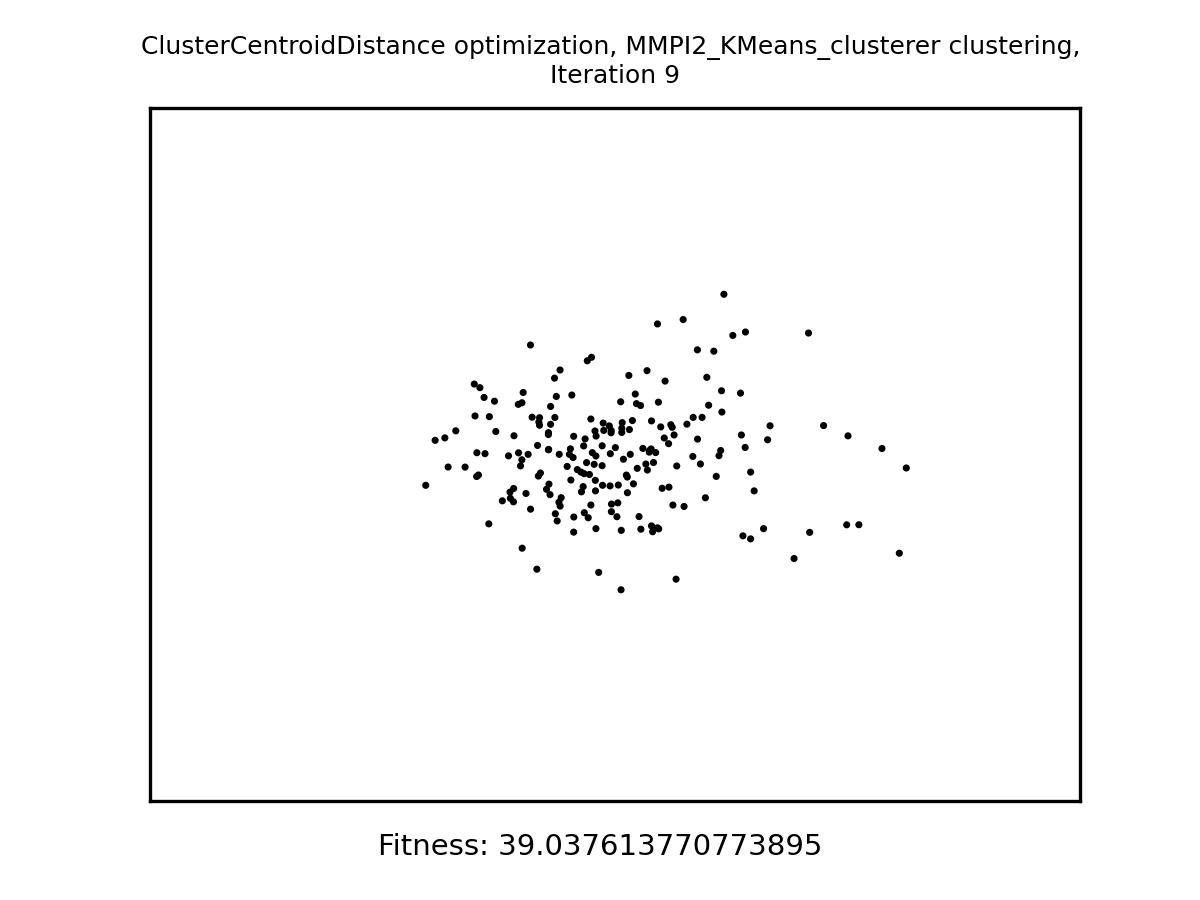 ClusterCentroidDistance optimization, MMPI2_KMeans_clusterer clustering,
Iteration 9
Fitness: 39.037613770773895